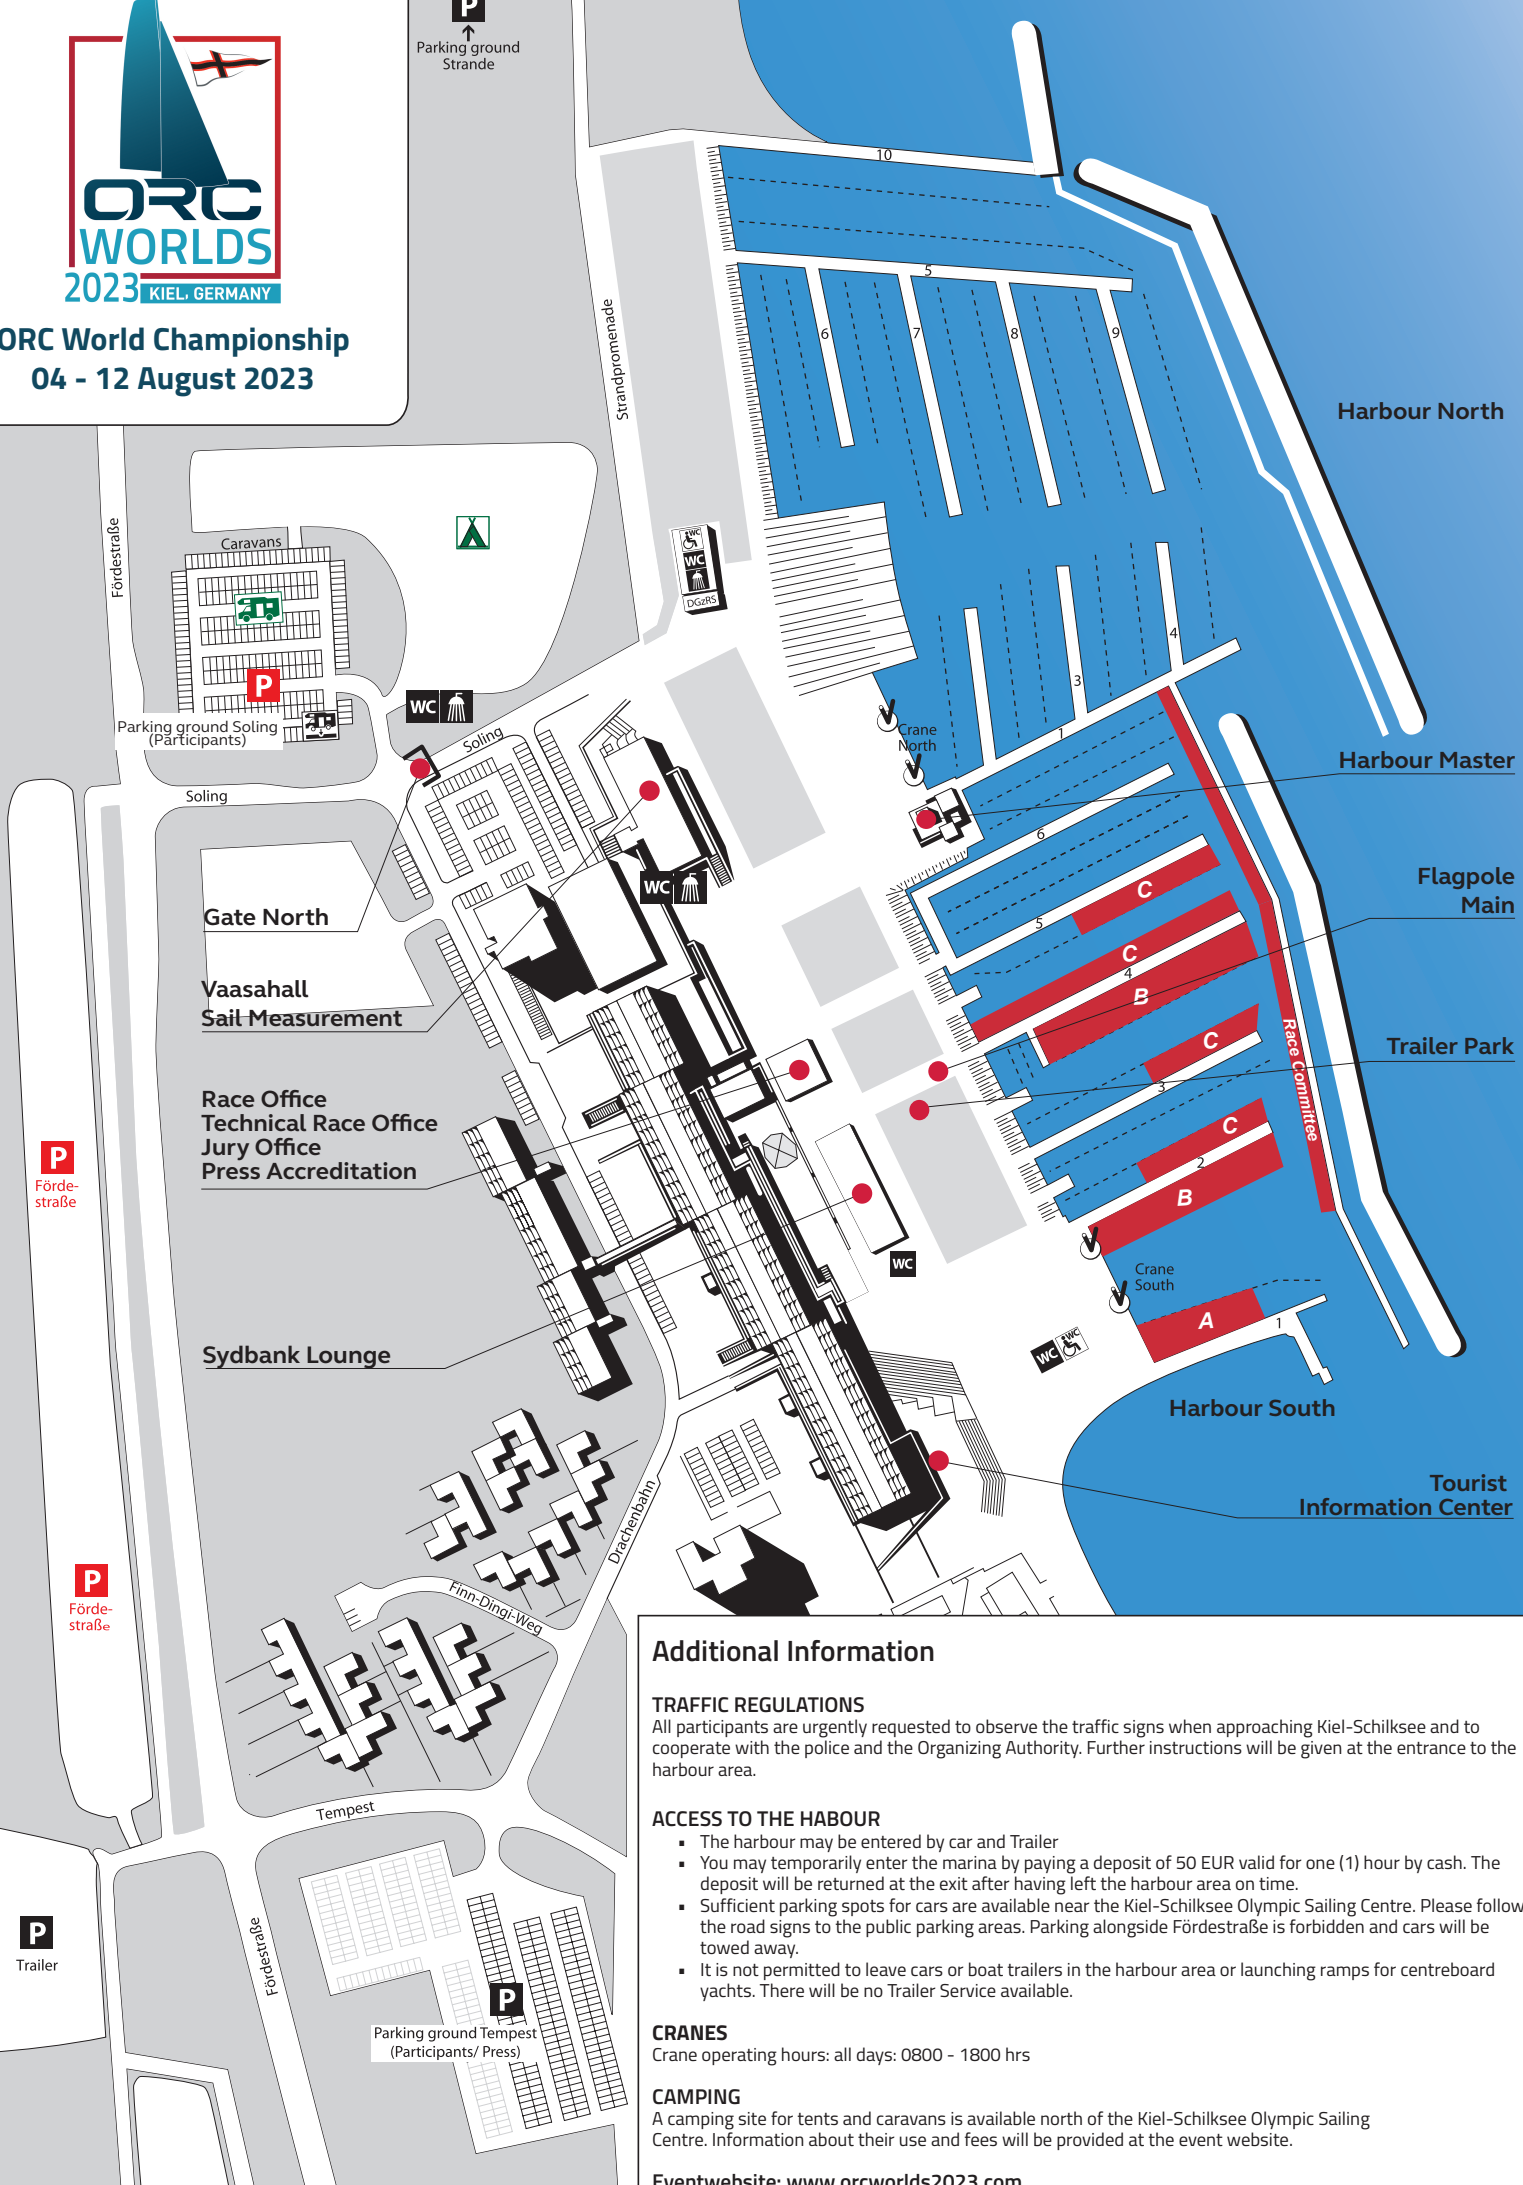 P
Parking ground
Strande
ORC
WORLDS
2023 KIEL, GERMANY
ORC World Championship
04 - 12 August 2023
10
5
6
7
8
9
Strandpromenade
Harbour North
Fördestraße
Caravans
WC
WC
DGzRS
P
Parking ground Soling
(Participants)
WC
Soling
Soling
4
3
1
Crane
North
Harbour Master
6
WC
C
5
Flagpole
Main
Gate North
C
4
B
Vaasahall
Sail Measurement
C
3
Race Committee
Trailer Park
Race Office
Technical Race Office
Jury Office
Press Accreditation
C
2
B
P
Förde-
straße
WC
Crane
South
A
1
WC
WC
Sydbank Lounge
Harbour South
Tourist
Information Center
Drachenbahn
P
Förde-
straße
Finn-Dingi-Weg
Tempest
P
Trailer
Fördestraße
P
Parking ground Tempest
(Participants/ Press)
Additional Information
TRAFFIC REGULATIONS
All participants are urgently requested to observe the traffic signs when approaching Kiel-Schilksee and to
cooperate with the police and the Organizing Authority. Further instructions will be given at the entrance to the
harbour area.
ACCESS TO THE HABOUR
▪ The harbour may be entered by car and Trailer
▪ You may temporarily enter the marina by paying a deposit of 50 EUR valid for one (1) hour by cash. The
deposit will be returned at the exit after having left the harbour area on time.
▪ Sufficient parking spots for cars are available near the Kiel-Schilksee Olympic Sailing Centre. Please follow
the road signs to the public parking areas. Parking alongside Fördestraße is forbidden and cars will be
towed away.
▪ It is not permitted to leave cars or boat trailers in the harbour area or launching ramps for centreboard
yachts. There will be no Trailer Service available.
CRANES
Crane operating hours: all days: 0800 - 1800 hrs
CAMPING
A camping site for tents and caravans is available north of the Kiel-Schilksee Olympic Sailing
Centre. Information about their use and fees will be provided at the event website.
Eventwebsite: www.orcworlds2023.com